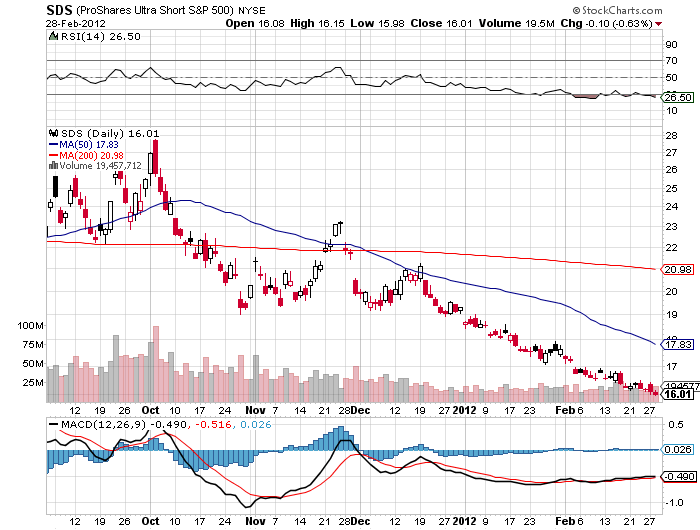 SDS (ProShares Ultra Short S&P 500) NYSE © StockCharts.com
28-Feb-2012 Open 16.08 High 16.15 Low 15.98 Close 16.01 Volume 19.5M Chg -0.10 (-0.63%)
RSI(14) 26.50
90
70
50
30
26.50
10
SDS (Daily) 16.01
MA(50) 17.83
MA(200) 20.98
Volume 19,457,712
28
27
26
25
24
23
22
20.98
20
19
17.83
17
16.01
100M
75M
50M
25M
12 19 26 Oct 10 17 24 Nov 7 14 21 28 Dec 12 19 27 2012 9 17 23 Feb 6 13 21 27
MACD(12,26,9) -0.490, -0.516, 0.026
0.5
0.026
-0.490
-1.0
12 19 26 Oct 10 17 24 Nov 7 14 21 28 Dec 12 19 27 2012 9 17 23 Feb 6 13 21 27